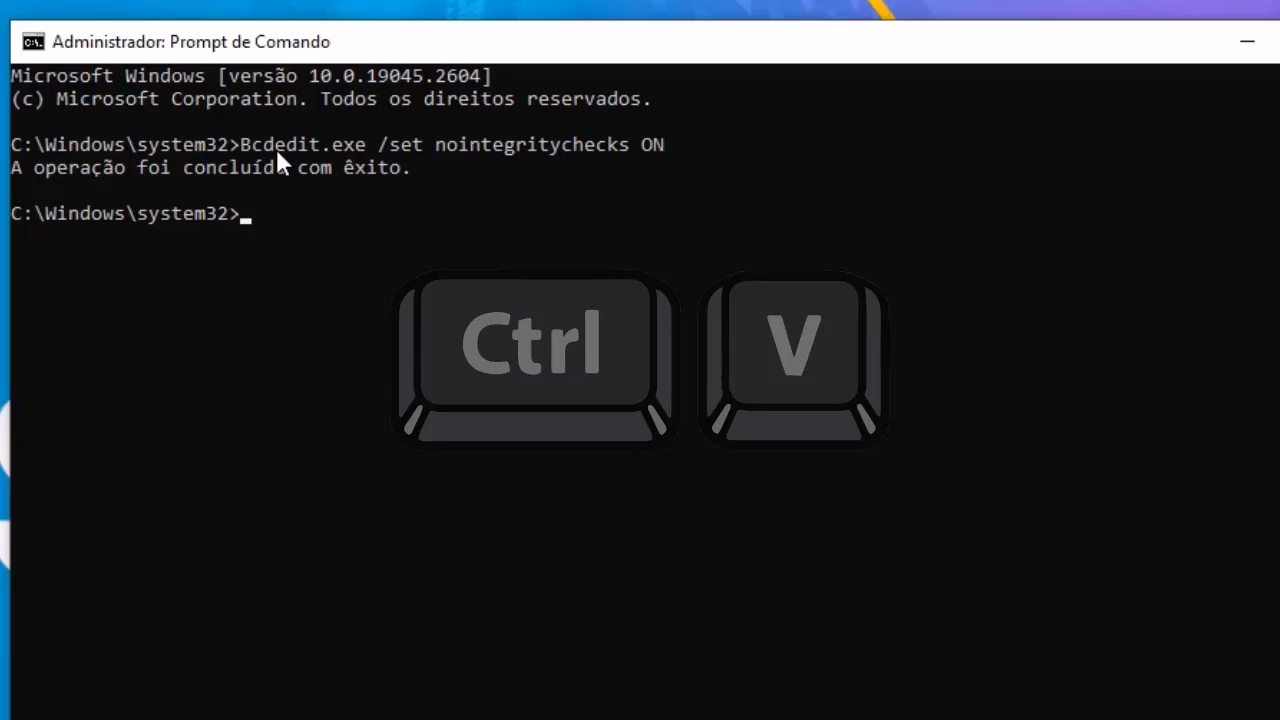 Administrador: Prompt de Comando
Microsoft Windows [versão 10.0.19045.2604]
(c) Microsoft Corporation. Todos os direitos reservados.
C:\Windows\system32>Bcdedit.exe /set nointegritychecks ON
A operação foi concluída com êxito.
C:\Windows\system32>
Ctrl V